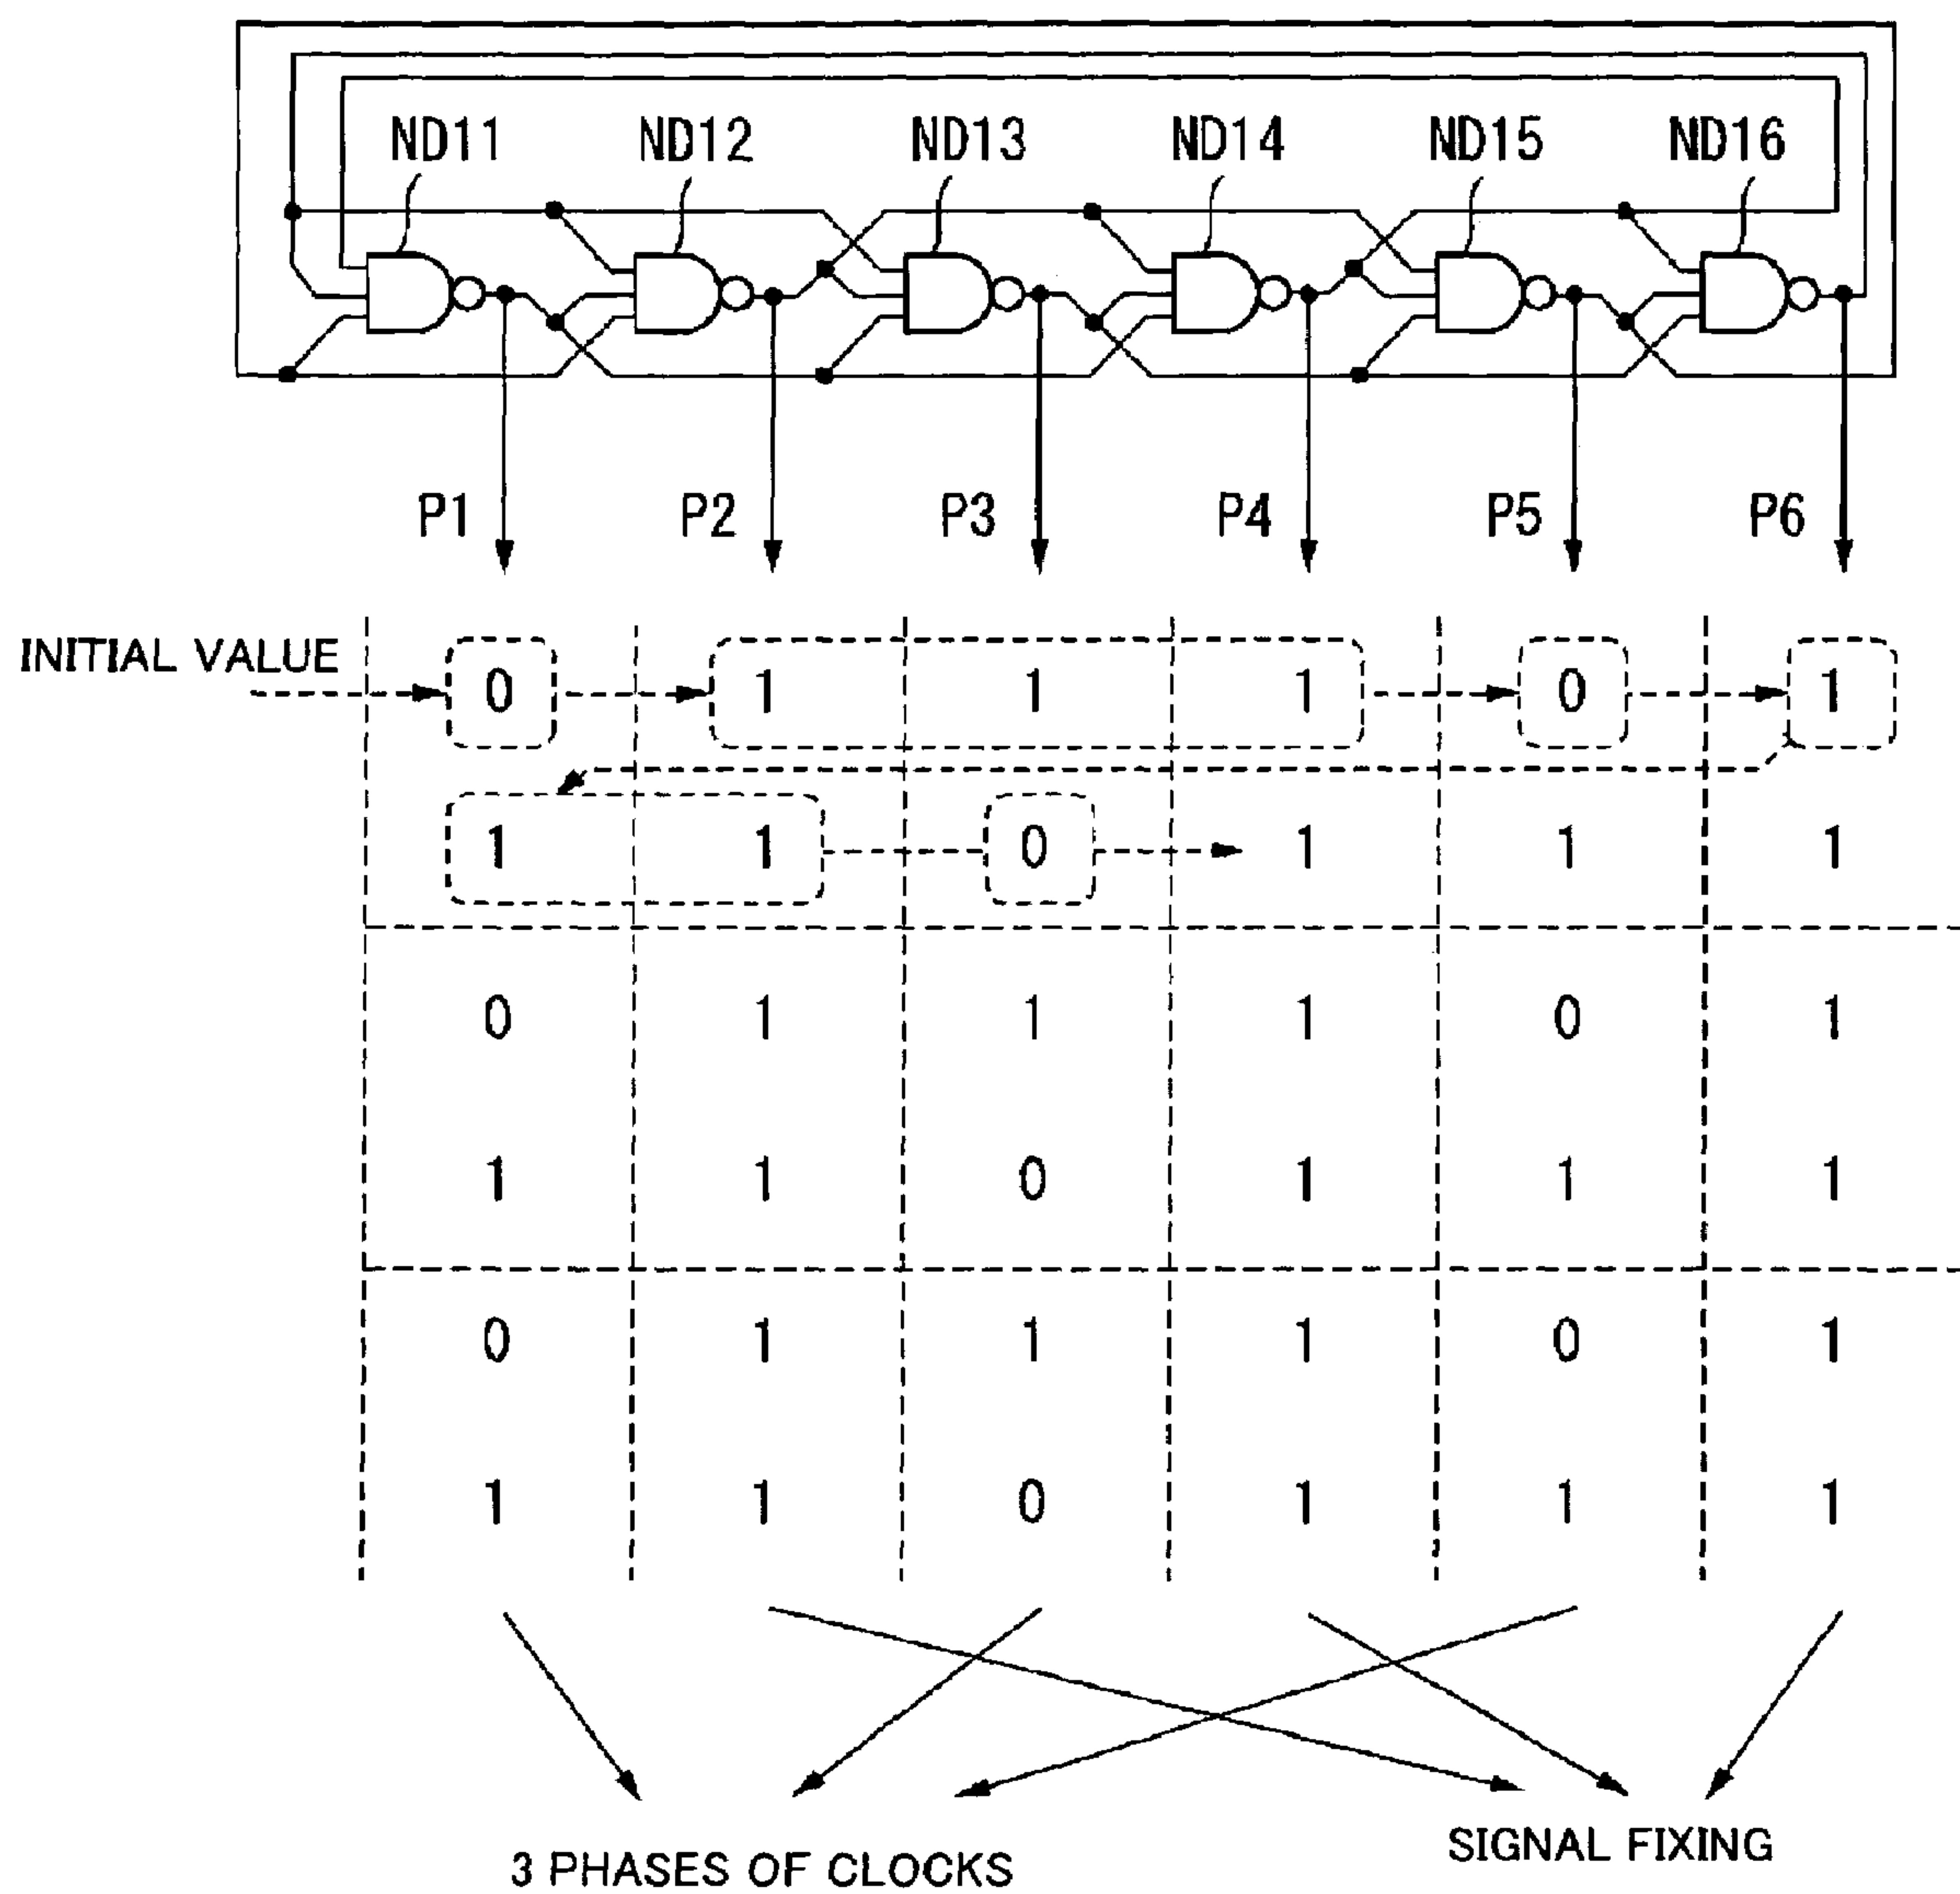 ND11 ND12 ND13 ND14 ND15 ND16
P1 P2 P3 P4 P5 P6
INITIAL VALUE
0 1 1 1 0 1
1 1 0 1 1 1
0 1 1 1 0 1
1 1 0 1 1 1
0 1 1 1 0 1
1 1 0 1 1 1
3 PHASES OF CLOCKS
SIGNAL FIXING